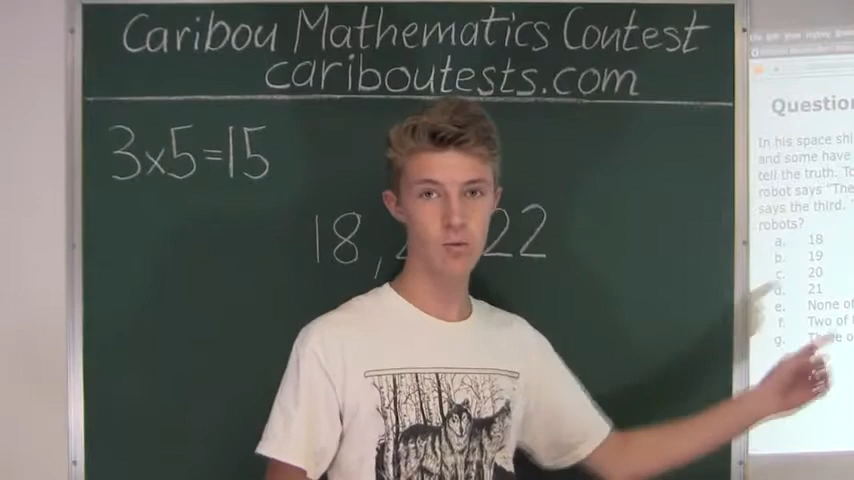 Caribou Mathematics Contest
cariboutests.com
3x5=15
18, 22
Question
In his space
and some have
tell the truth.
robot says "The
says the third.
robots?
a. 18
b. 19
c. 20
d. 21
e. None of
f. Two of
g.